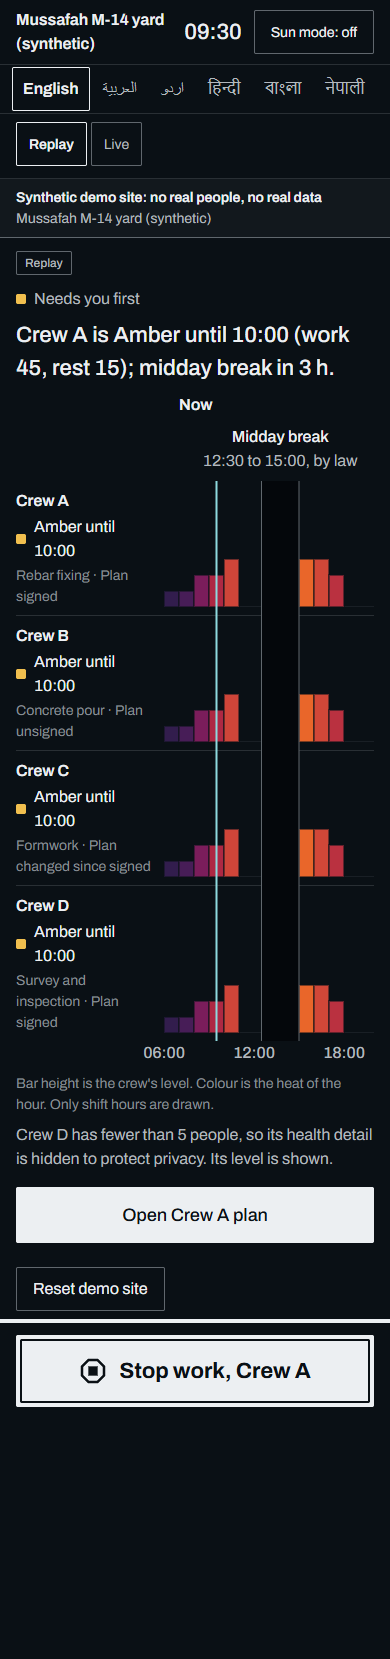 Mussafah M-14 yard
(synthetic)
09:30
Sun mode: off
English
العربية
اردو
हिन्दी
বাংলা
नेपाली
Replay
Live
Synthetic demo site: no real people, no real data
Mussafah M-14 yard (synthetic)
Replay
Needs you first
Crew A is Amber until 10:00 (work
45, rest 15); midday break in 3 h.
Now
Midday break
12:30 to 15:00, by law
Crew A
Amber until
10:00
Rebar fixing · Plan
signed
Crew B
Amber until
10:00
Concrete pour · Plan
unsigned
Crew C
Amber until
10:00
Formwork · Plan
changed since signed
Crew D
Amber until
10:00
Survey and
inspection · Plan
signed
06:00
12:00
18:00
Bar height is the crew's level. Colour is the heat of the
hour. Only shift hours are drawn.
Crew D has fewer than 5 people, so its health detail
is hidden to protect privacy. Its level is shown.
Open Crew A plan
Reset demo site
Stop work, Crew A